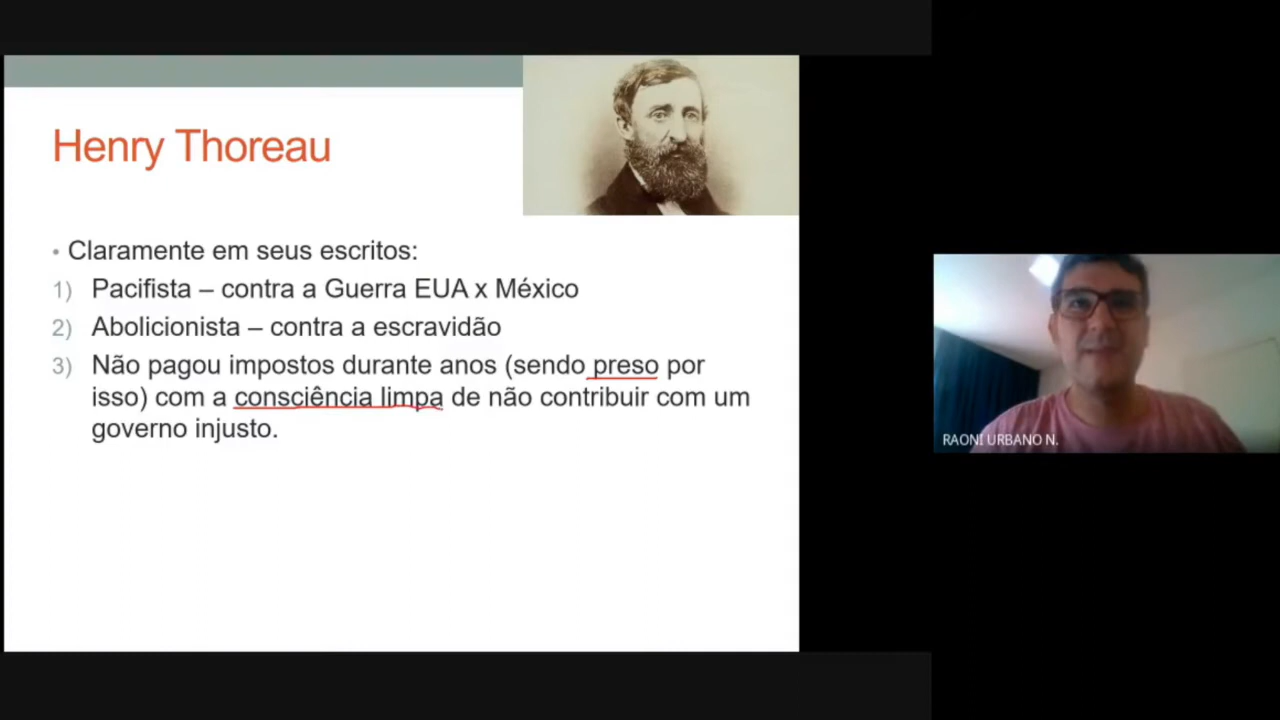 Henry Thoreau
• Claramente em seus escritos:
1) Pacifista – contra a Guerra EUA x México
2) Abolicionista – contra a escravidão
3) Não pagou impostos durante anos (sendo preso por
isso) com a consciência limpa de não contribuir com um
governo injusto.
RAONI URBANO N.